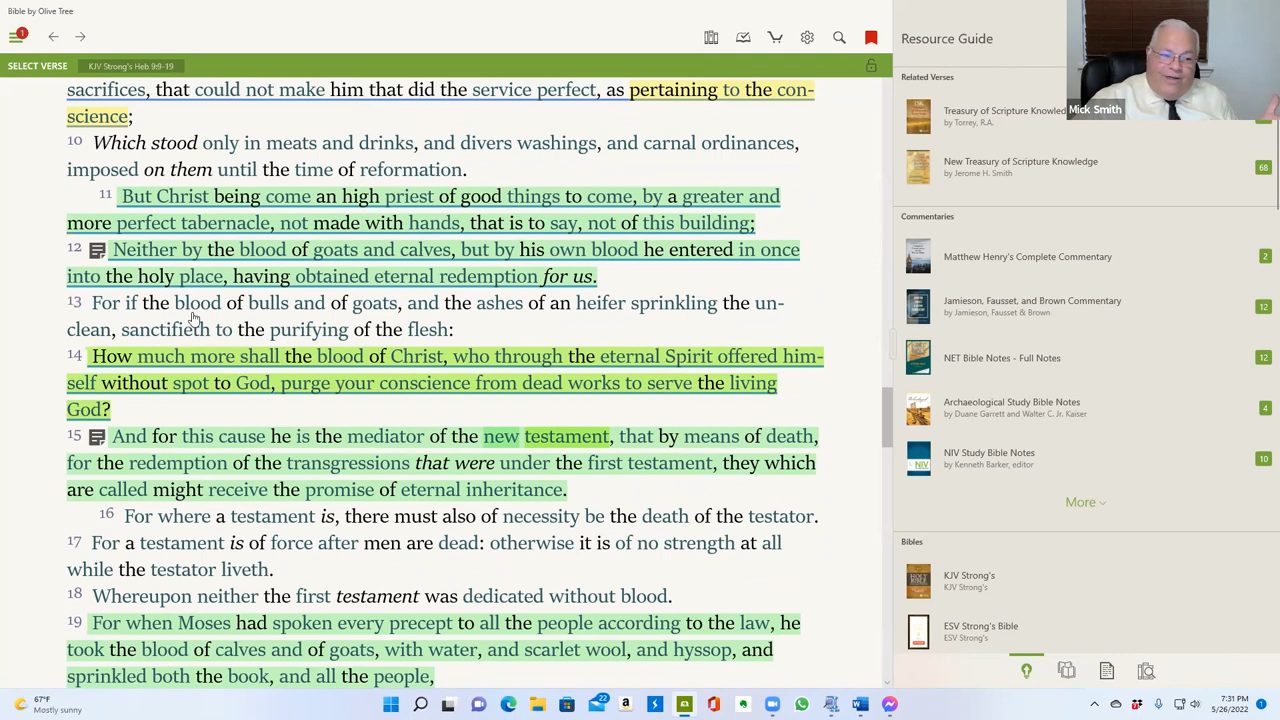 Bible by Olive Tree
1
SELECT VERSE
KJV Strong's Heb 9:9-19
sacrifices, that could not make him that did the service perfect, as pertaining to the con-
science;
10 Which stood only in meats and drinks, and divers washings, and carnal ordinances,
imposed on them until the time of reformation.
11 But Christ being come an high priest of good things to come, by a greater and
more perfect tabernacle, not made with hands, that is to say, not of this building;
12 Neither by the blood of goats and calves, but by his own blood he entered in once
into the holy place, having obtained eternal redemption for us.
13 For if the blood of bulls and of goats, and the ashes of an heifer sprinkling the un-
clean, sanctifieth to the purifying of the flesh:
14 How much more shall the blood of Christ, who through the eternal Spirit offered him-
self without spot to God, purge your conscience from dead works to serve the living
God?
15 And for this cause he is the mediator of the new testament, that by means of death,
for the redemption of the transgressions that were under the first testament, they which
are called might receive the promise of eternal inheritance.
16 For where a testament is, there must also of necessity be the death of the testator.
17 For a testament is of force after men are dead: otherwise it is of no strength at all
while the testator liveth.
18 Whereupon neither the first testament was dedicated without blood.
19 For when Moses had spoken every precept to all the people according to the law, he
took the blood of calves and of goats, with water, and scarlet wool, and hyssop, and
sprinkled both the book, and all the people,
Resource Guide
Mick Smith
Related Verses
Treasury of Scripture Knowled
by Torrey, R.A.
New Treasury of Scripture Knowledge
by Jerome H. Smith
68
Commentaries
Matthew Henry's Complete Commentary
2
Jamieson, Fausset, and Brown Commentary
by Jamieson, Fausset & Brown
12
NET Bible Notes - Full Notes
12
Archaeological Study Bible Notes
by Duane Garrett and Walter C. Jr. Kaiser
4
NIV Study Bible Notes
by Kenneth Barker, editor
10
More
Bibles
KJV Strong's
KJV Strong's
ESV Strong's Bible
ESV Strong's
67°F
Mostly sunny
22
7:31 PM
5/26/2022
1